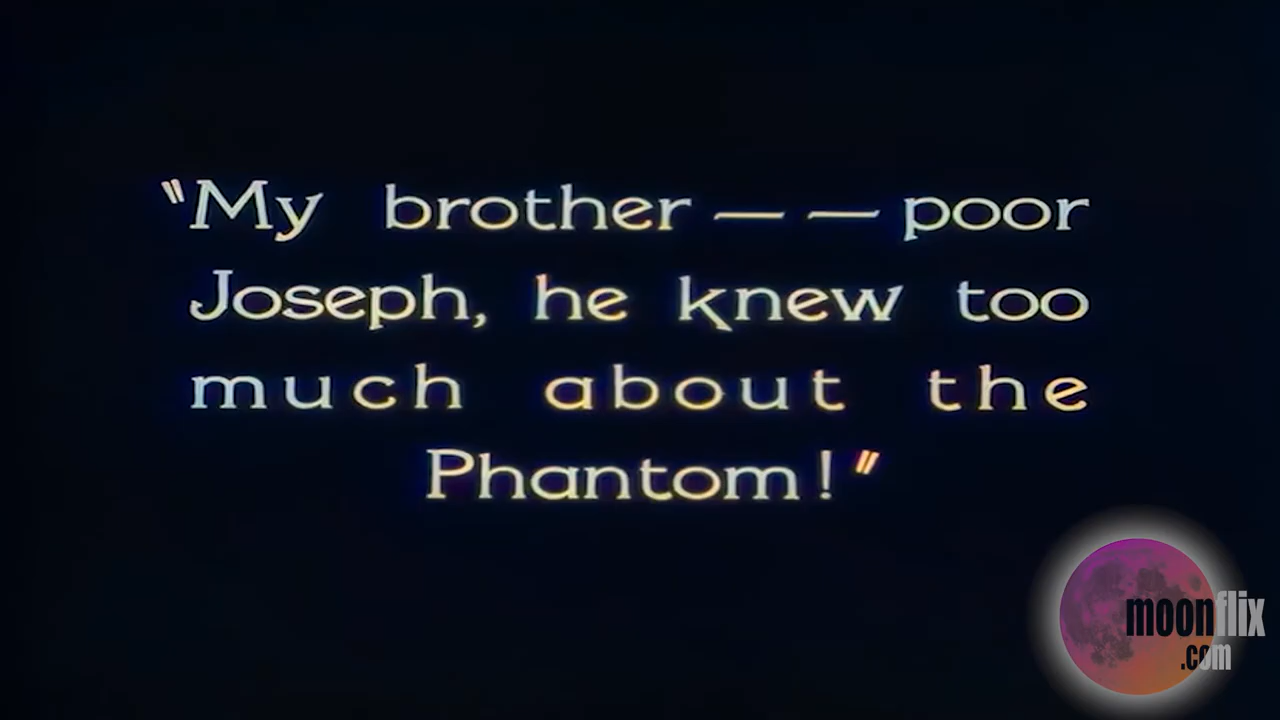 "My brother — — poor
Joseph, he knew too
much about the
Phantom!"
moonflix
.com